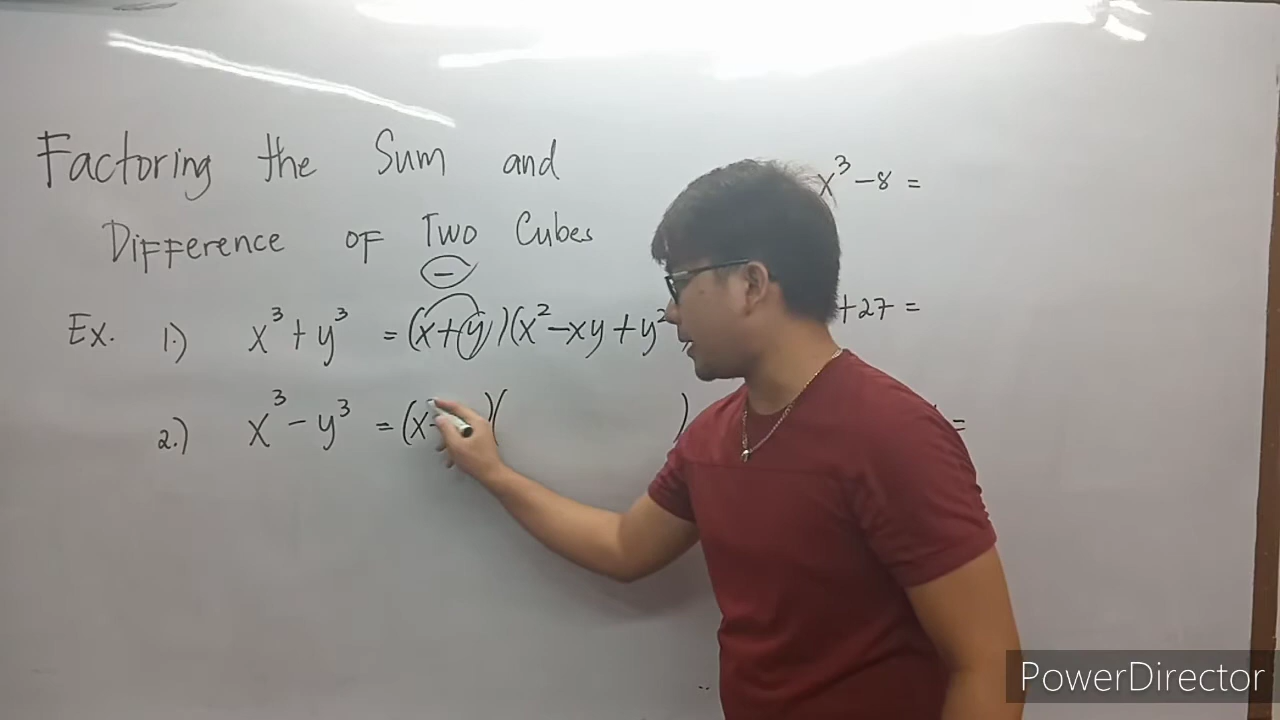 Factoring the Sum and
Difference of Two Cubes
−
Ex. 1.) x³ + y³ = (x+y)(x²−xy+y²
2.) x³ − y³ = (x− )( )
x³ −8 =
+27 =
=
PowerDirector